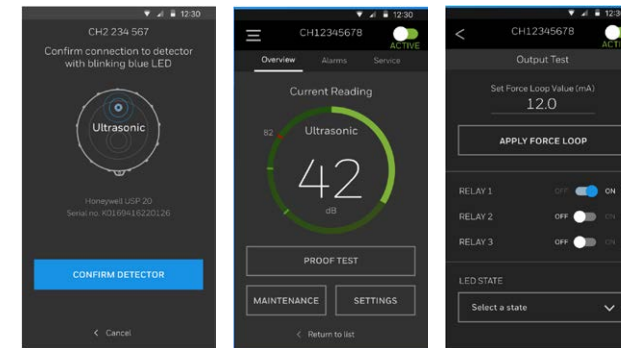 12:30
CH2 234 567
Confirm connection to detector
with blinking blue LED
Ultrasonic
Honeywell USP 20
Serial no. K0169416220126
CONFIRM DETECTOR
< Cancel
12:30
CH12345678
ACTIVE
Overview Alarms Service
Current Reading
82
Ultrasonic
42
dB
PROOF TEST
MAINTENANCE SETTINGS
< Return to list
12:30
< CH12345678
ACTI
Output Test
Set Force Loop Value (mA)
12.0
APPLY FORCE LOOP
RELAY 1 OFF ON
RELAY 2 OFF ON
RELAY 3 OFF ON
LED STATE
Select a state